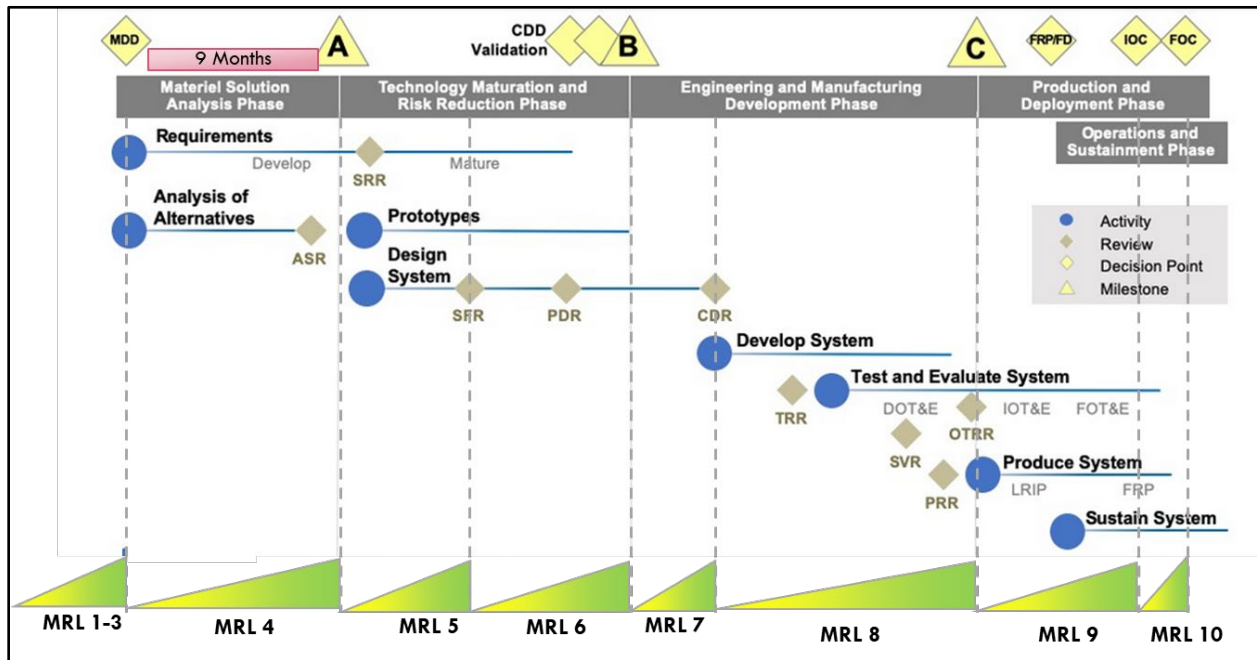 MDD
9 Months
A
CDD
Validation
B
C
FRP/FD
IOC
FOC
Materiel Solution
Analysis Phase
Technology Maturation and
Risk Reduction Phase
Engineering and Manufacturing
Development Phase
Production and
Deployment Phase
Operations and
Sustainment Phase
Requirements
Develop
SRR
Mature
Analysis of
Alternatives
ASR
Prototypes
Design
System
SFR
PDR
CDR
Activity
Review
Decision Point
Milestone
Develop System
Test and Evaluate System
TRR
DOT&E
IOT&E
FOT&E
OTRR
SVR
Produce System
PRR
LRIP
FRP
Sustain System
MRL 1-3
MRL 4
MRL 5
MRL 6
MRL 7
MRL 8
MRL 9
MRL 10